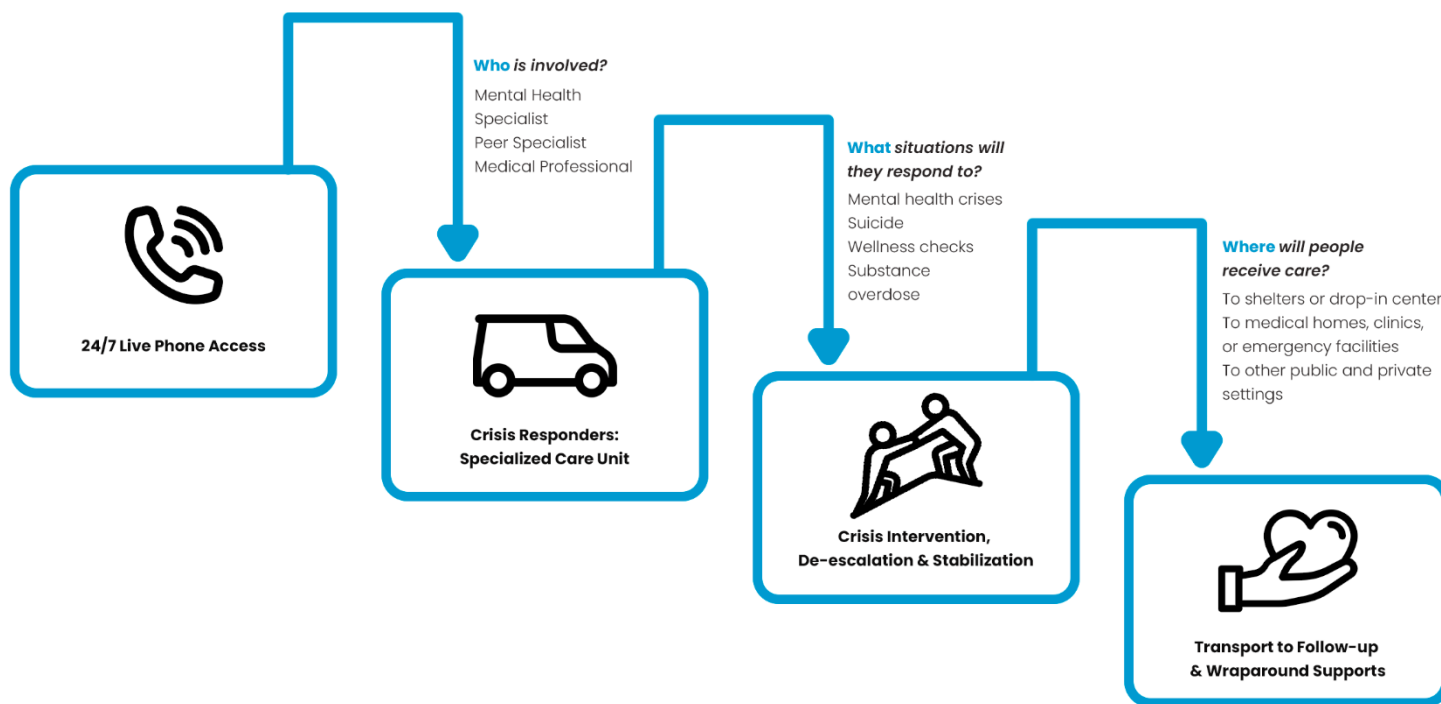 Who is involved?
Mental Health
Specialist
Peer Specialist
Medical Professional
24/7 Live Phone Access
What situations will
they respond to?
Mental health crises
Suicide
Wellness checks
Substance
overdose
Crisis Responders:
Specialized Care Unit
Where will people
receive care?
To shelters or drop-in center
To medical homes, clinics,
or emergency facilities
To other public and private
settings
Crisis Intervention,
De-escalation & Stabilization
Transport to Follow-up
& Wraparound Supports